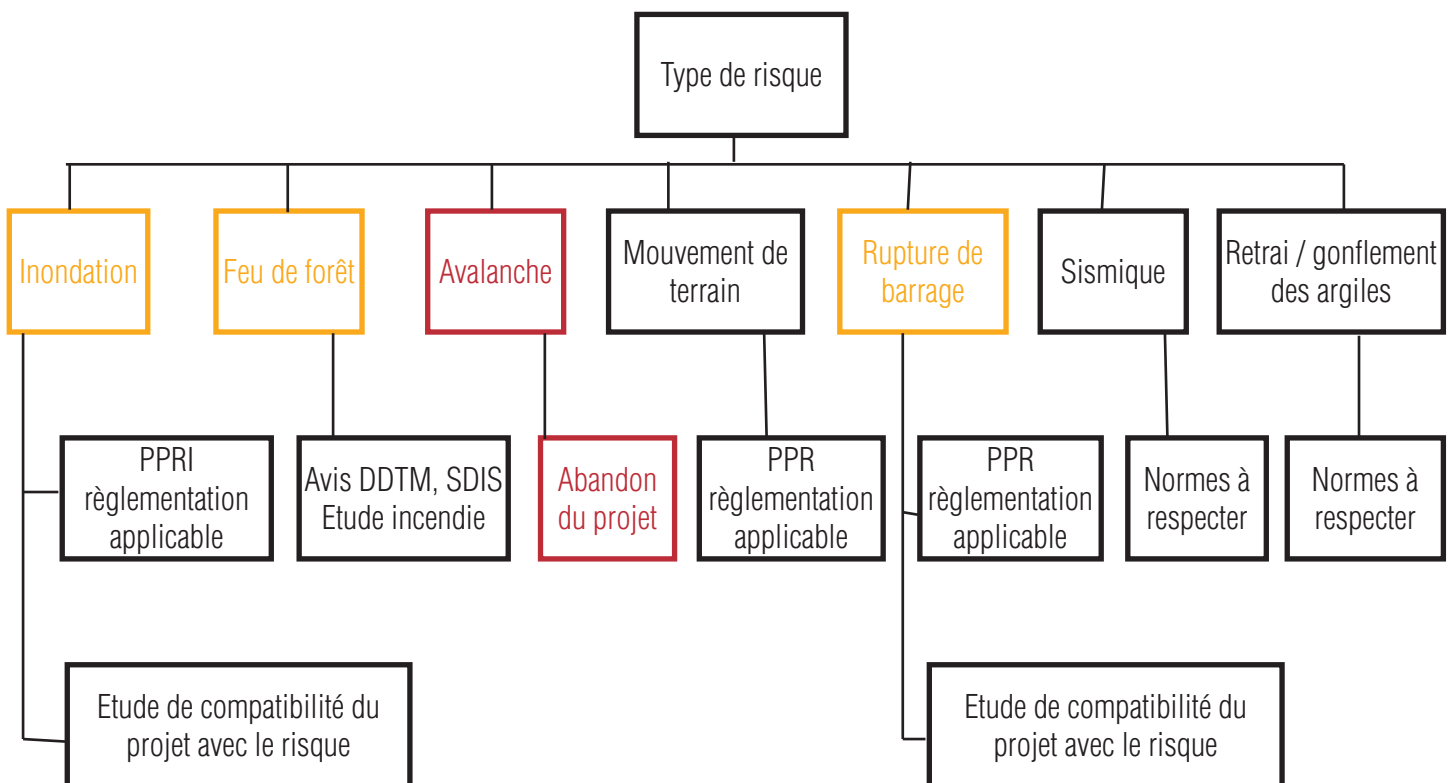 Type de risque
Inondation
Feu de forêt
Avalanche
Mouvement de
terrain
Rupture de
barrage
Sismique
Retrai / gonflement
des argiles
PPRI
règlementation
applicable
Avis DDTM, SDIS
Etude incendie
Abandon
du projet
PPR
règlementation
applicable
PPR
règlementation
applicable
Normes à
respecter
Normes à
respecter
Etude de compatibilité du
projet avec le risque
Etude de compatibilité du
projet avec le risque